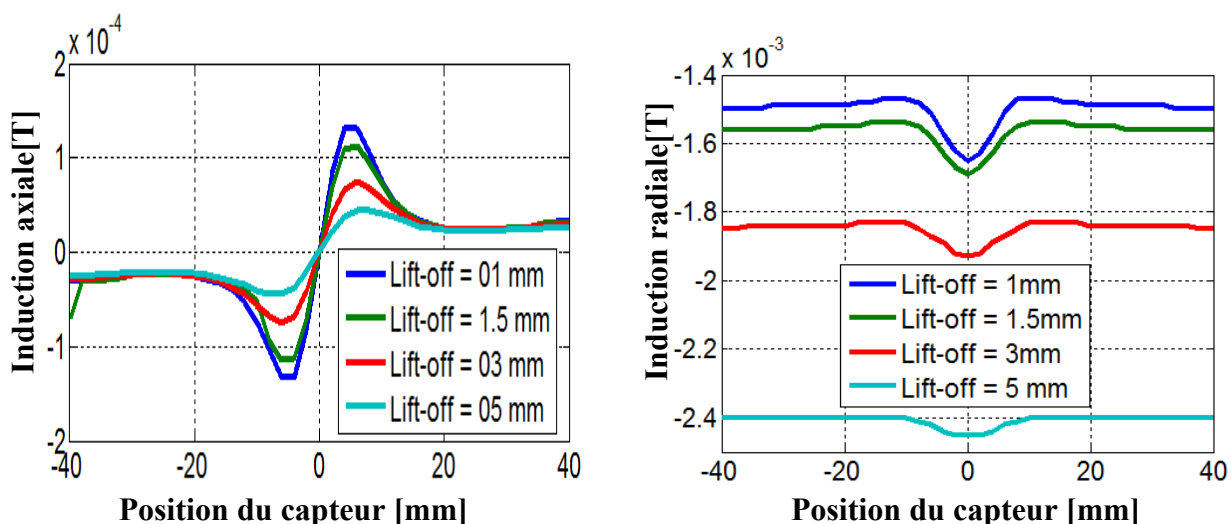 x 10⁻⁴
2
1
0
-1
-2
-40
-20
0
20
40
Induction axiale[T]
Position du capteur [mm]
Lift-off = 01 mm
Lift-off = 1.5 mm
Lift-off = 03 mm
Lift-off = 05 mm
x 10⁻³
-1.4
-1.6
-1.8
-2
-2.2
-2.4
-40
-20
0
20
40
Induction radiale[T]
Position du capteur [mm]
Lift-off = 1mm
Lift-off = 1.5mm
Lift-off = 3mm
Lift-off = 5 mm